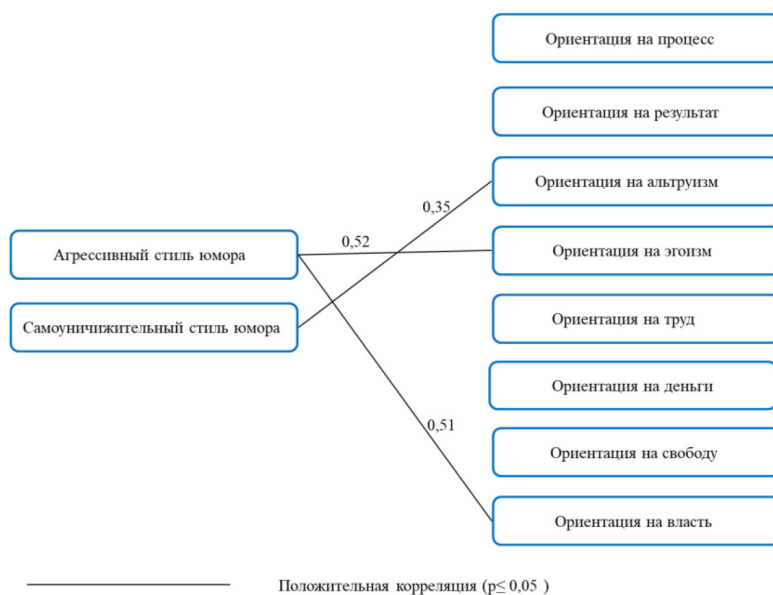 Ориентация на процесс
Ориентация на результат
Ориентация на альтруизм
0,35
Агрессивный стиль юмора
0,52
Ориентация на эгоизм
Самоуничижительный стиль юмора
Ориентация на труд
Ориентация на деньги
0,51
Ориентация на свободу
Ориентация на власть
Положительная корреляция (p≤ 0,05 )